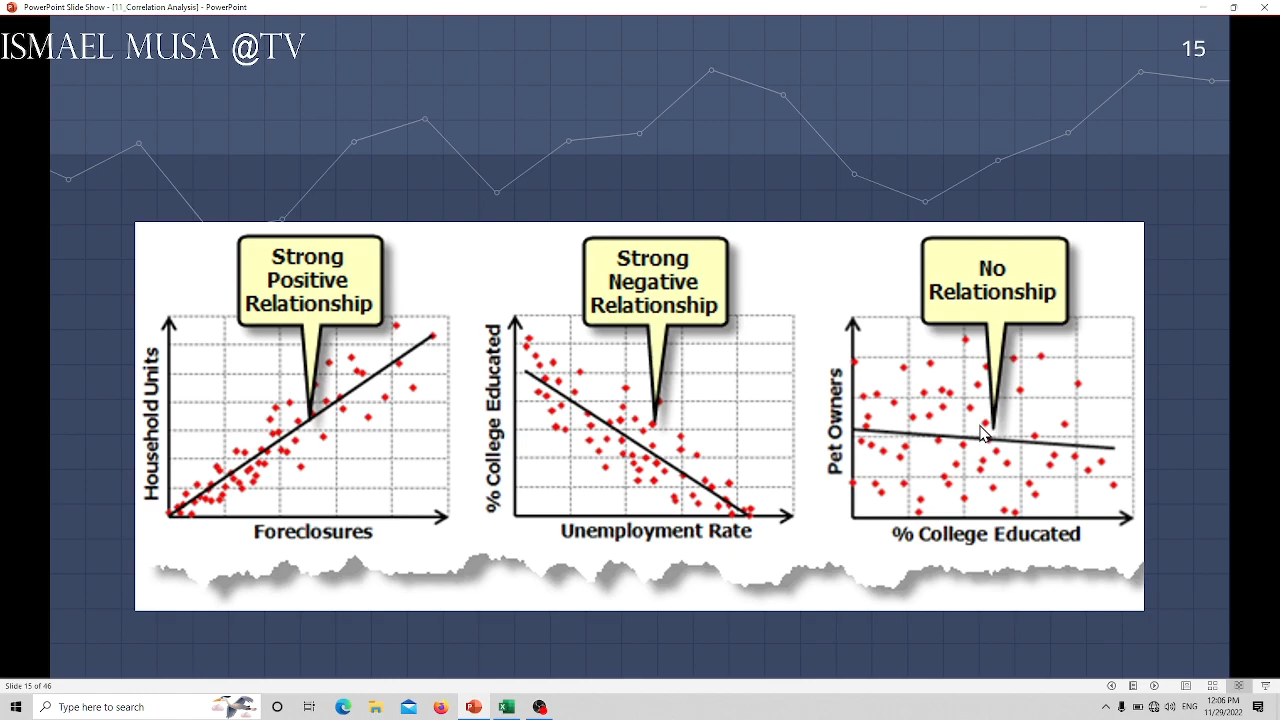 PowerPoint Slide Show - [11_Correlation Analysis] - PowerPoint
ISMAEL MUSA @TV
15
Strong
Positive
Relationship
Household Units
Foreclosures
Strong
Negative
Relationship
% College Educated
Unemployment Rate
No
Relationship
Pet Owners
% College Educated
Slide 15 of 46
Type here to search
ENG
12:06 PM
11/29/2022